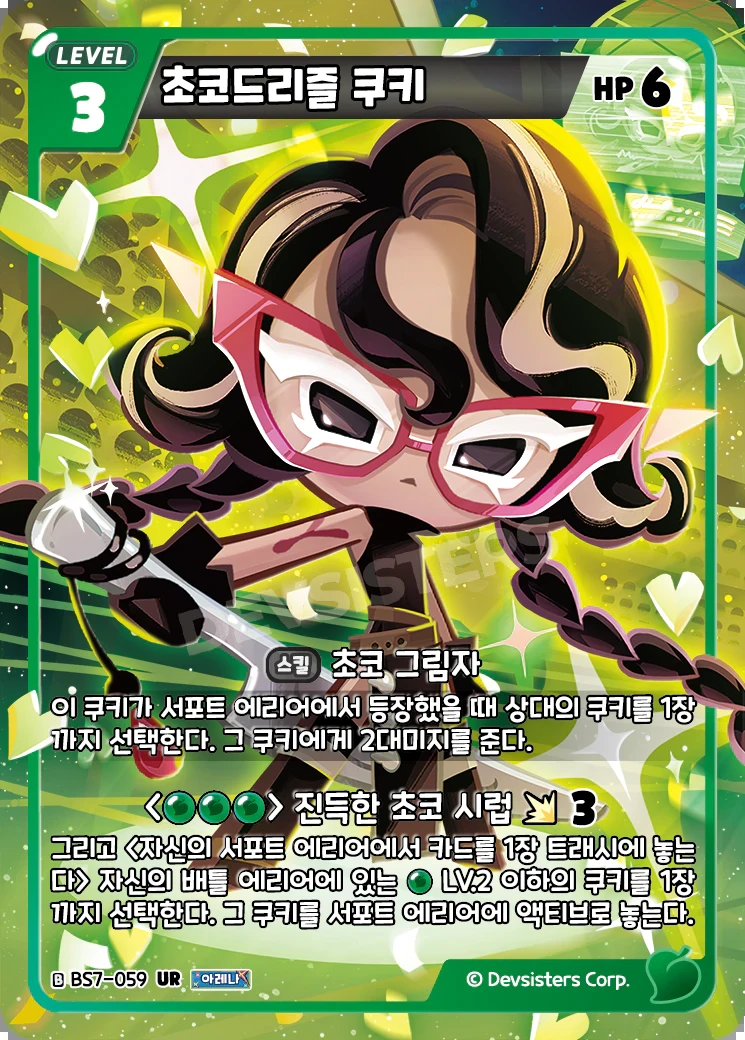 LEVEL
3
초코드리즐 쿠키
HP 6
DEVSISTERS
스킬 초코 그림자
이 쿠키가 서포트 에리어에서 등장했을 때 상대의 쿠키를 1장
까지 선택한다. 그 쿠키에게 2대미지를 준다.
< > 진득한 초코 시럽 3
그리고 <자신의 서포트 에리어에서 카드를 1장 트래시에 놓는
다> 자신의 배틀 에리어에 있는 LV.2 이하의 쿠키를 1장
까지 선택한다. 그 쿠키를 서포트 에리어에 액티브로 놓는다.
B BS7-059 UR 아레나
© Devsisters Corp.